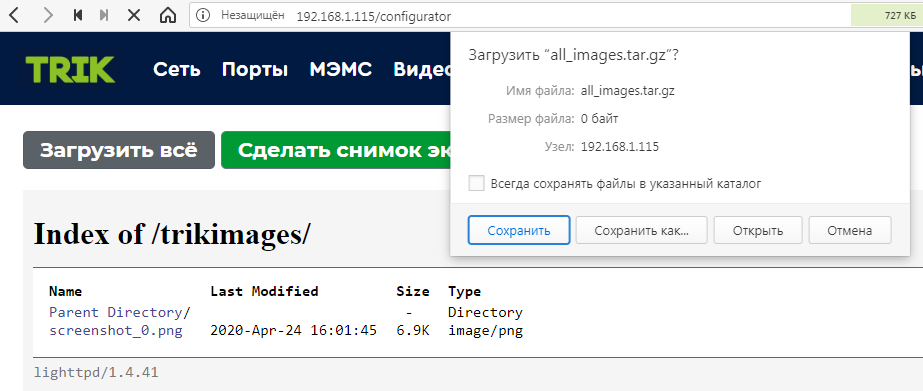 Незащищён 192.168.1.115/configurator 727 КБ
TRIK Сеть Порты МЭМС Видео
Загрузить "all_images.tar.gz"?
Имя файла: all_images.tar.gz
Размер файла: 0 байт
Узел: 192.168.1.115
Всегда сохранять файлы в указанный каталог
Сохранить Сохранить как... Открыть Отмена
Загрузить всё Сделать снимок эк
Index of /trikimages/
Name Last Modified Size Type
Parent Directory/ - Directory
screenshot_0.png 2020-Apr-24 16:01:45 6.9K image/png
lighttpd/1.4.41